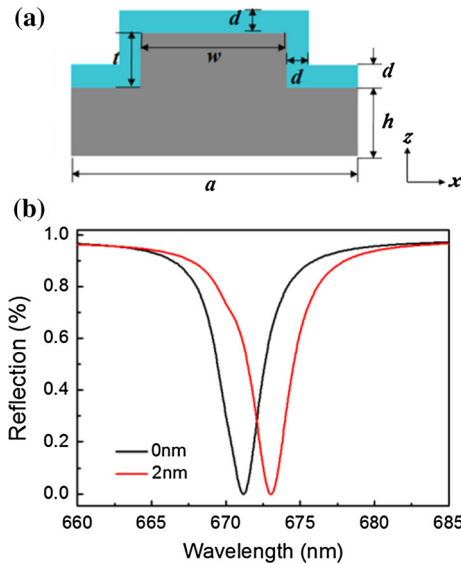 (a)
d
t
w
d
d
h
z
a
x
(b)
1.0
0.8
0.6
0.4
0.2
0.0
Reflection (%)
0nm
2nm
660 665 670 675 680 685
Wavelength (nm)